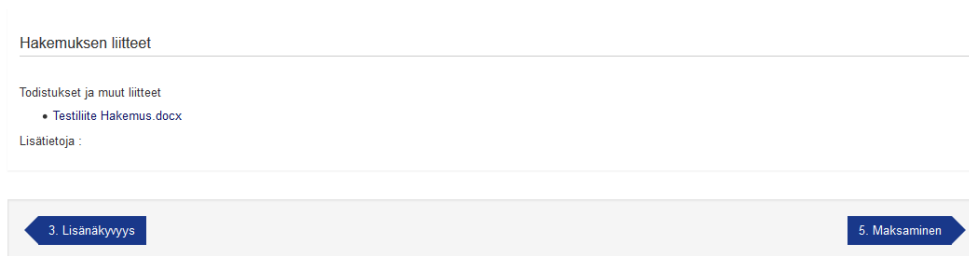 Hakemuksen liitteet
Todistukset ja muut liitteet
• Testiliite Hakemus.docx
Lisätietoja :
3. Lisänäkyvyys
5. Maksaminen